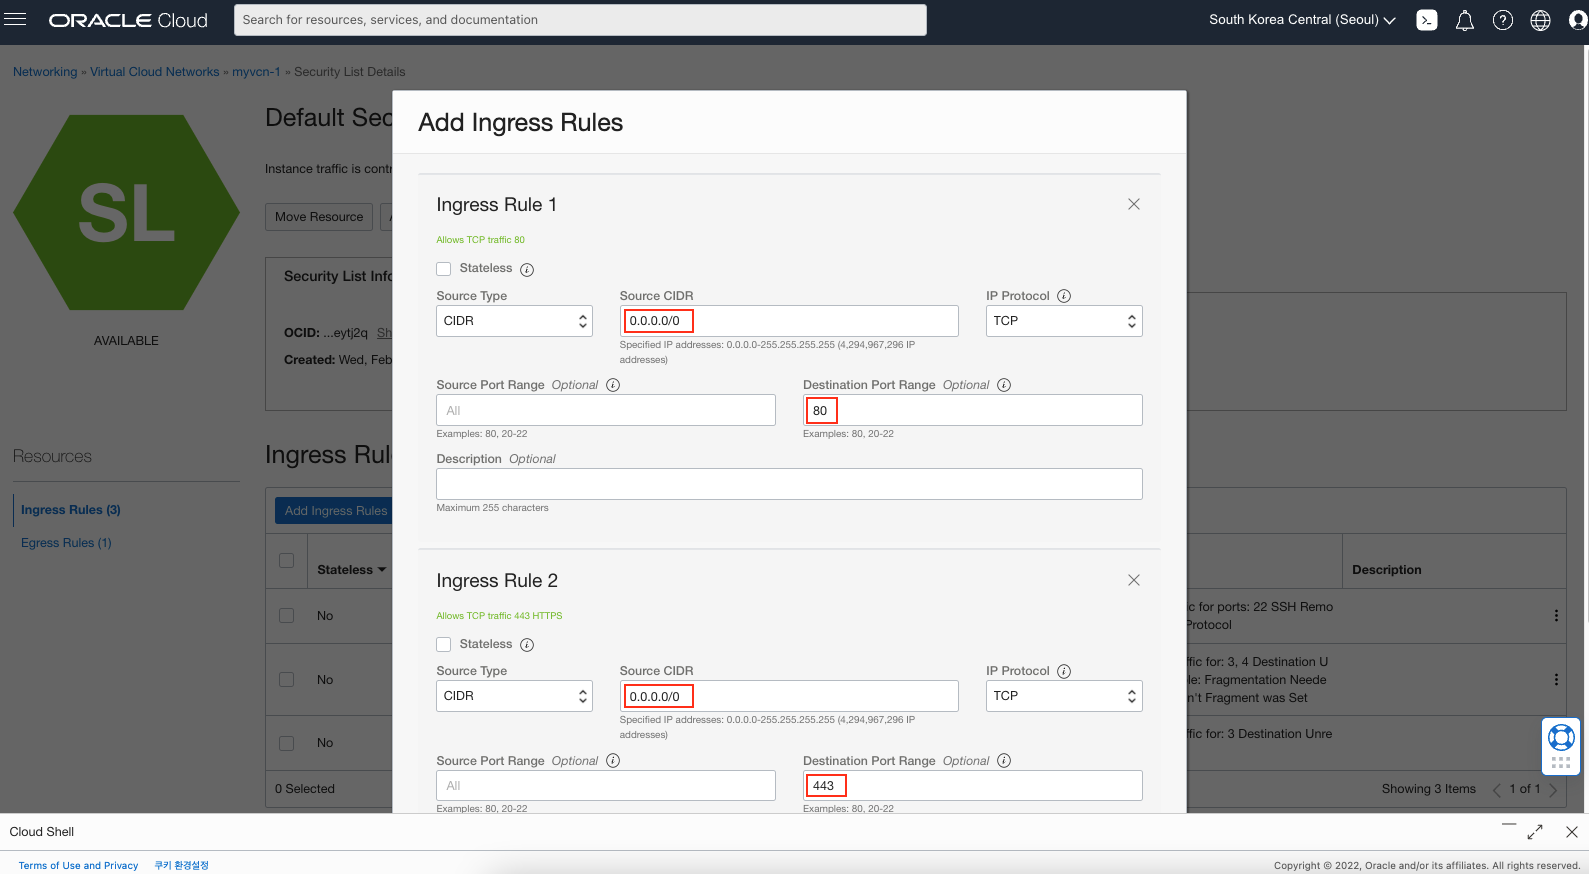 ORACLE Cloud
Search for resources, services, and documentation
South Korea Central (Seoul)
Networking » Virtual Cloud Networks » myvcn-1 » Security List Details
SL
AVAILABLE
Default Sec
Instance traffic is contr
Move Resource
Security List Info
OCID: ...eytj2q Sh
Created: Wed, Feb
Resources
Ingress Rules (3)
Egress Rules (1)
Ingress Rul
Add Ingress Rules
Stateless
Description
No
c for ports: 22 SSH Remo
Protocol
No
ffic for: 3, 4 Destination U
le: Fragmentation Neede
n't Fragment was Set
No
ffic for: 3 Destination Unre
0 Selected
Showing 3 Items
1 of 1
Add Ingress Rules
Ingress Rule 1
Allows TCP traffic 80
Stateless
Source Type
Source CIDR
IP Protocol
CIDR
0.0.0.0/0
TCP
Specified IP addresses: 0.0.0.0-255.255.255.255 (4,294,967,296 IP
addresses)
Source Port Range Optional
Destination Port Range Optional
All
80
Examples: 80, 20-22
Examples: 80, 20-22
Description Optional
Maximum 255 characters
Ingress Rule 2
Allows TCP traffic 443 HTTPS
Stateless
Source Type
Source CIDR
IP Protocol
CIDR
0.0.0.0/0
TCP
Specified IP addresses: 0.0.0.0-255.255.255.255 (4,294,967,296 IP
addresses)
Source Port Range Optional
Destination Port Range Optional
All
443
Examples: 80, 20-22
Examples: 80, 20-22
Cloud Shell
Terms of Use and Privacy
쿠키 환경설정
Copyright © 2022, Oracle and/or its affiliates. All rights reserved.